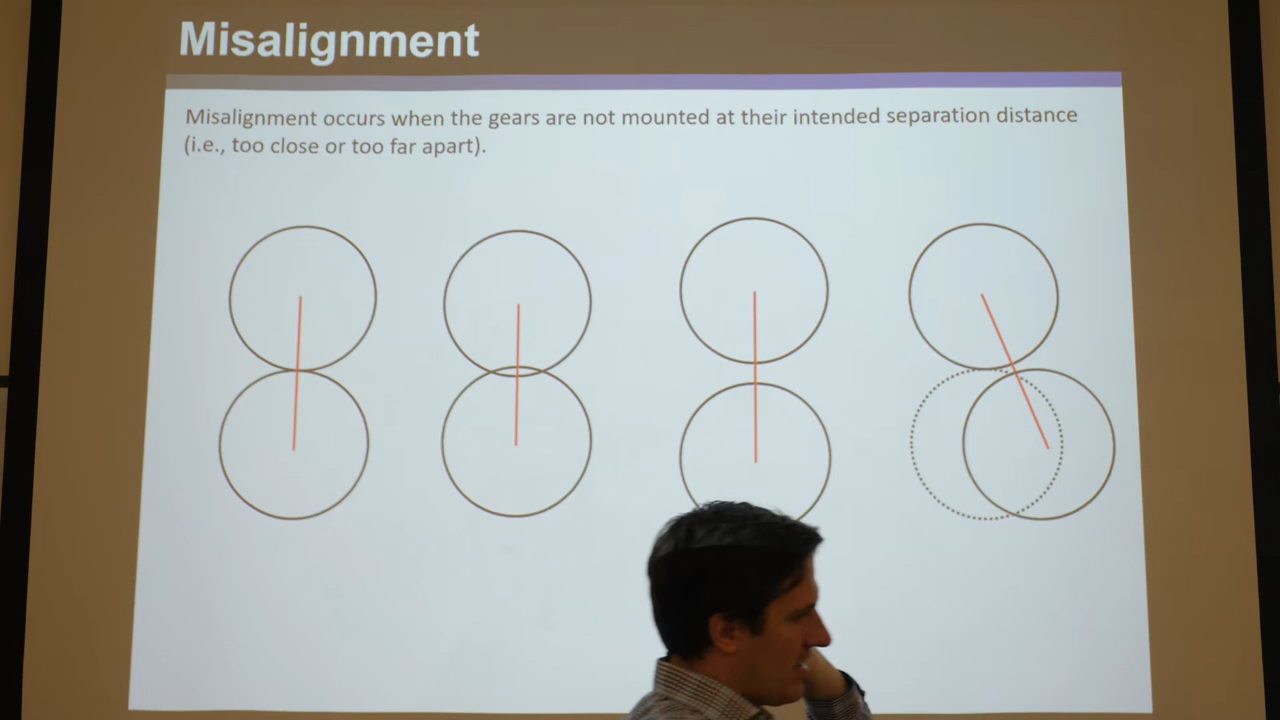 Misalignment
Misalignment occurs when the gears are not mounted at their intended separation distance
(i.e., too close or too far apart).